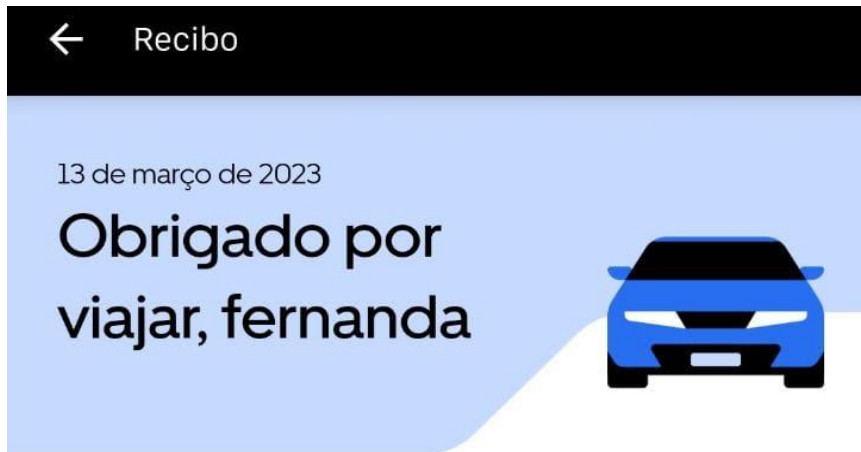 Recibo
13 de março de 2023
Obrigado por
viajar, fernanda